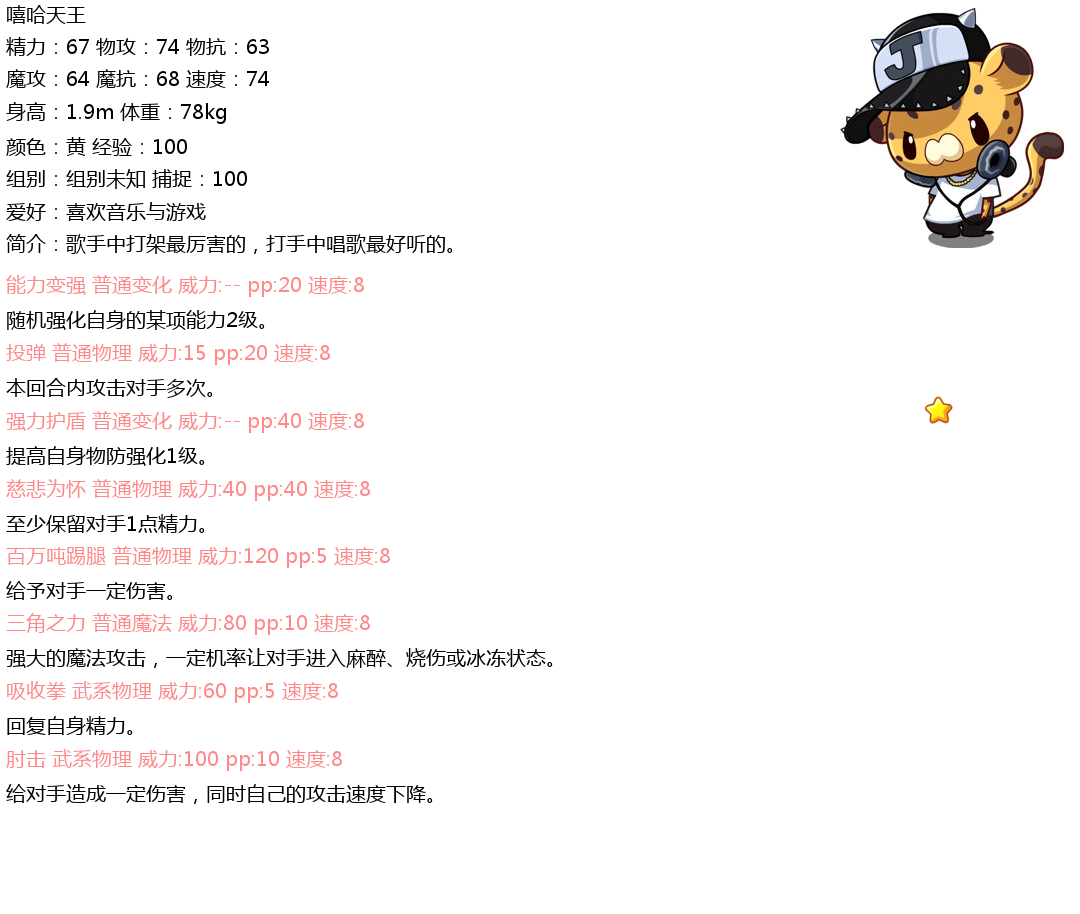 嘻哈天王
精力：67 物攻：74 物抗：63
魔攻：64 魔抗：68 速度：74
身高：1.9m 体重：78kg
颜色：黄 经验：100
组别：组别未知 捕捉：100
爱好：喜欢音乐与游戏
简介：歌手中打架最厉害的，打手中唱歌最好听的。
能力变强 普通变化 威力:-- pp:20 速度:8
随机强化自身的某项能力2级。
投弹 普通物理 威力:15 pp:20 速度:8
本回合内攻击对手多次。
强力护盾 普通变化 威力:-- pp:40 速度:8
提高自身物防强化1级。
慈悲为怀 普通物理 威力:40 pp:40 速度:8
至少保留对手1点精力。
百万吨踢腿 普通物理 威力:120 pp:5 速度:8
给予对手一定伤害。
三角之力 普通魔法 威力:80 pp:10 速度:8
强大的魔法攻击，一定机率让对手进入麻醉、烧伤或冰冻状态。
吸收拳 武系物理 威力:60 pp:5 速度:8
回复自身精力。
肘击 武系物理 威力:100 pp:10 速度:8
给对手造成一定伤害，同时自己的攻击速度下降。
J